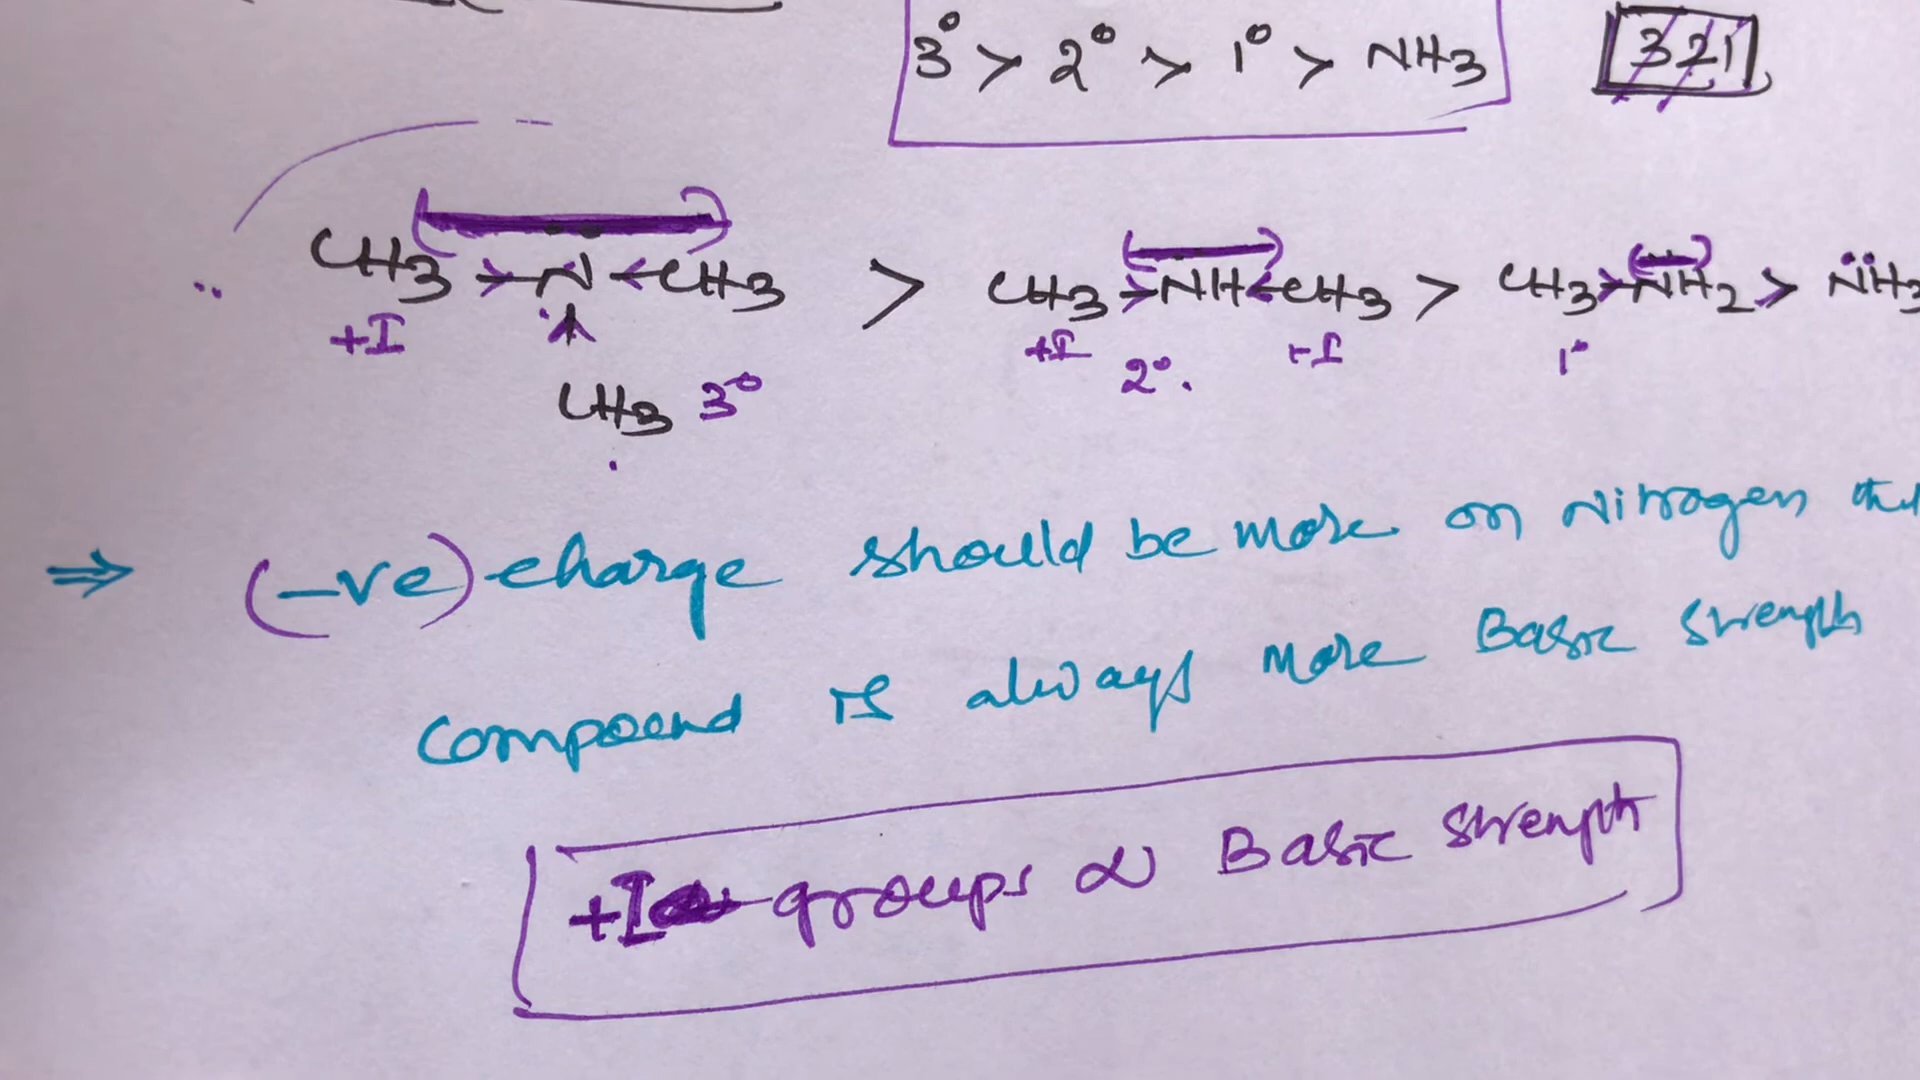 3° > 2° > 1° > NH3
321
CH3 → N ← CH3 > CH3 → NH ← CH3 > CH3 → NH2 > NH3
+I +I +I
CH3 3° 2°. 1°
⇒ (-ve) charge should be more on Nitrogen
compound is always more Basic strength
+I groups ∝ Basic strength